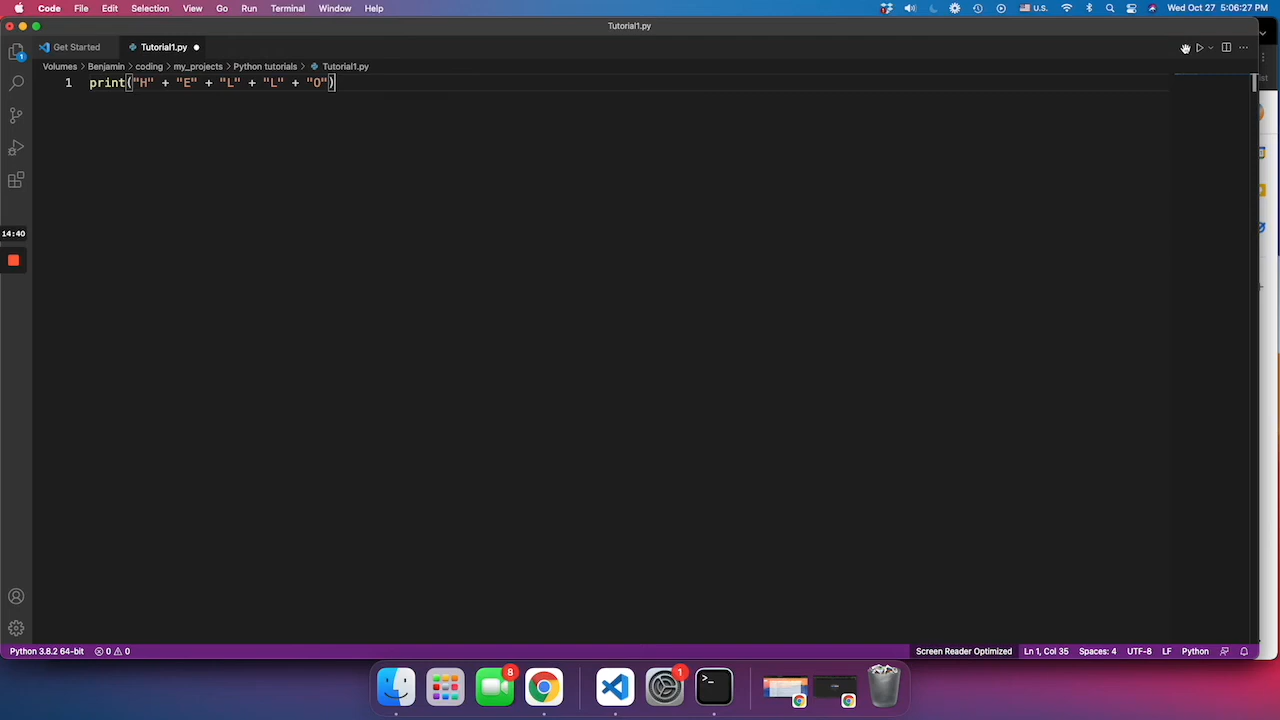 Code File Edit Selection View Go Run Terminal Window Help U.S. Wed Oct 27 5:06:27 PM
Tutorial1.py
Get Started Tutorial1.py
Volumes > Benjamin > coding > my_projects > Python tutorials > Tutorial1.py
1 print("H" + "E" + "L" + "L" + "O")
1
14:40
Python 3.8.2 64-bit 0 0 Screen Reader Optimized Ln 1, Col 35 Spaces: 4 UTF-8 LF Python
8
1
>_